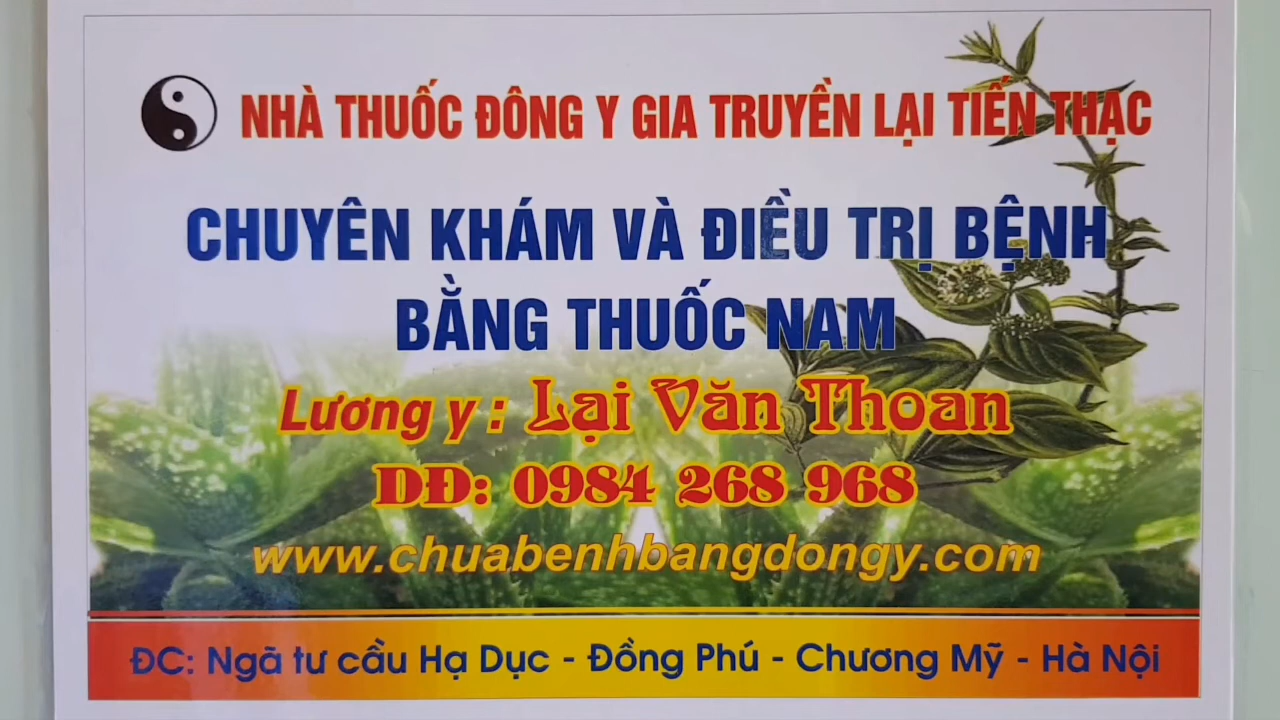 NHÀ THUỐC ĐÔNG Y GIA TRUYỀN LẠI TIẾN THẠC
CHUYÊN KHÁM VÀ ĐIỀU TRỊ BỆNH
BẰNG THUỐC NAM
Lương y : Lại Văn Thoan
DĐ: 0984 268 968
www.chuabenhbangdongy.com
ĐC: Ngã tư cầu Hạ Dục - Đồng Phú - Chương Mỹ - Hà Nội